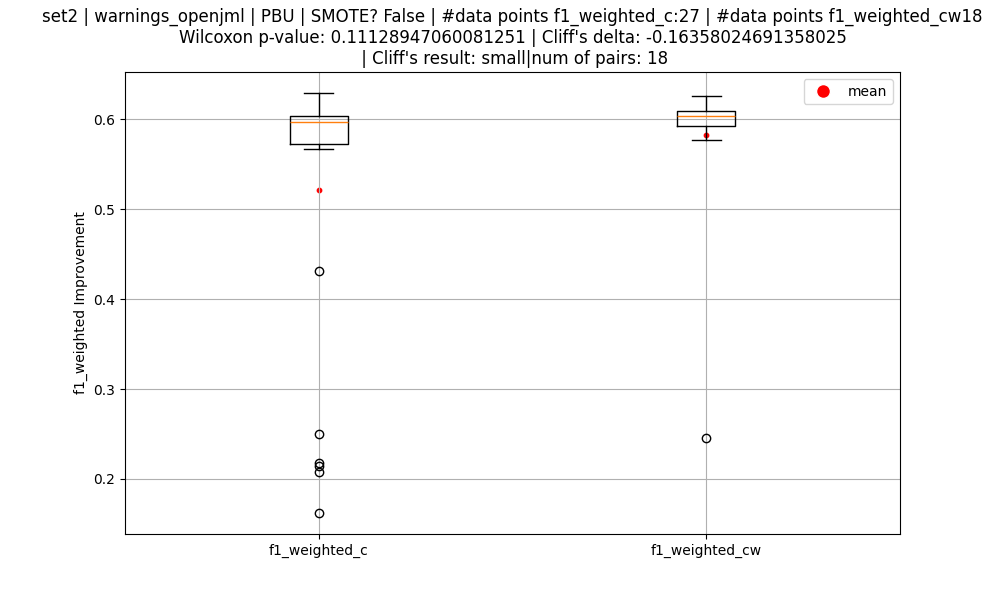 set2 | warnings_openjml | PBU | SMOTE? False | #data points f1_weighted_c:27 | #data points f1_weighted_cw18
Wilcoxon p-value: 0.11128947060081251 | Cliff's delta: -0.16358024691358025
| Cliff's result: small|num of pairs: 18
mean
0.6
0.5
0.4
0.3
0.2
f1_weighted Improvement
f1_weighted_c
f1_weighted_cw